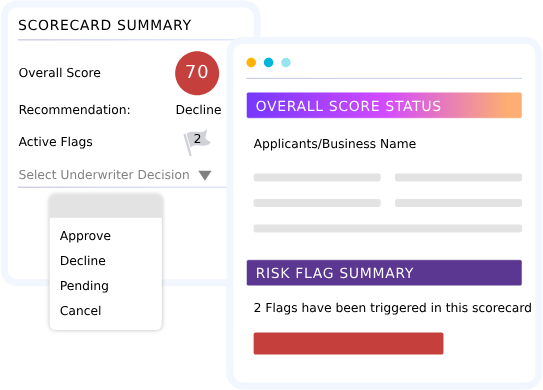 SCORECARD SUMMARY
Overall Score 70
Recommendation: Decline
Active Flags 2
Select Underwriter Decision
Approve
Decline
Pending
Cancel
OVERALL SCORE STATUS
Applicants/Business Name
RISK FLAG SUMMARY
2 Flags have been triggered in this scorecard